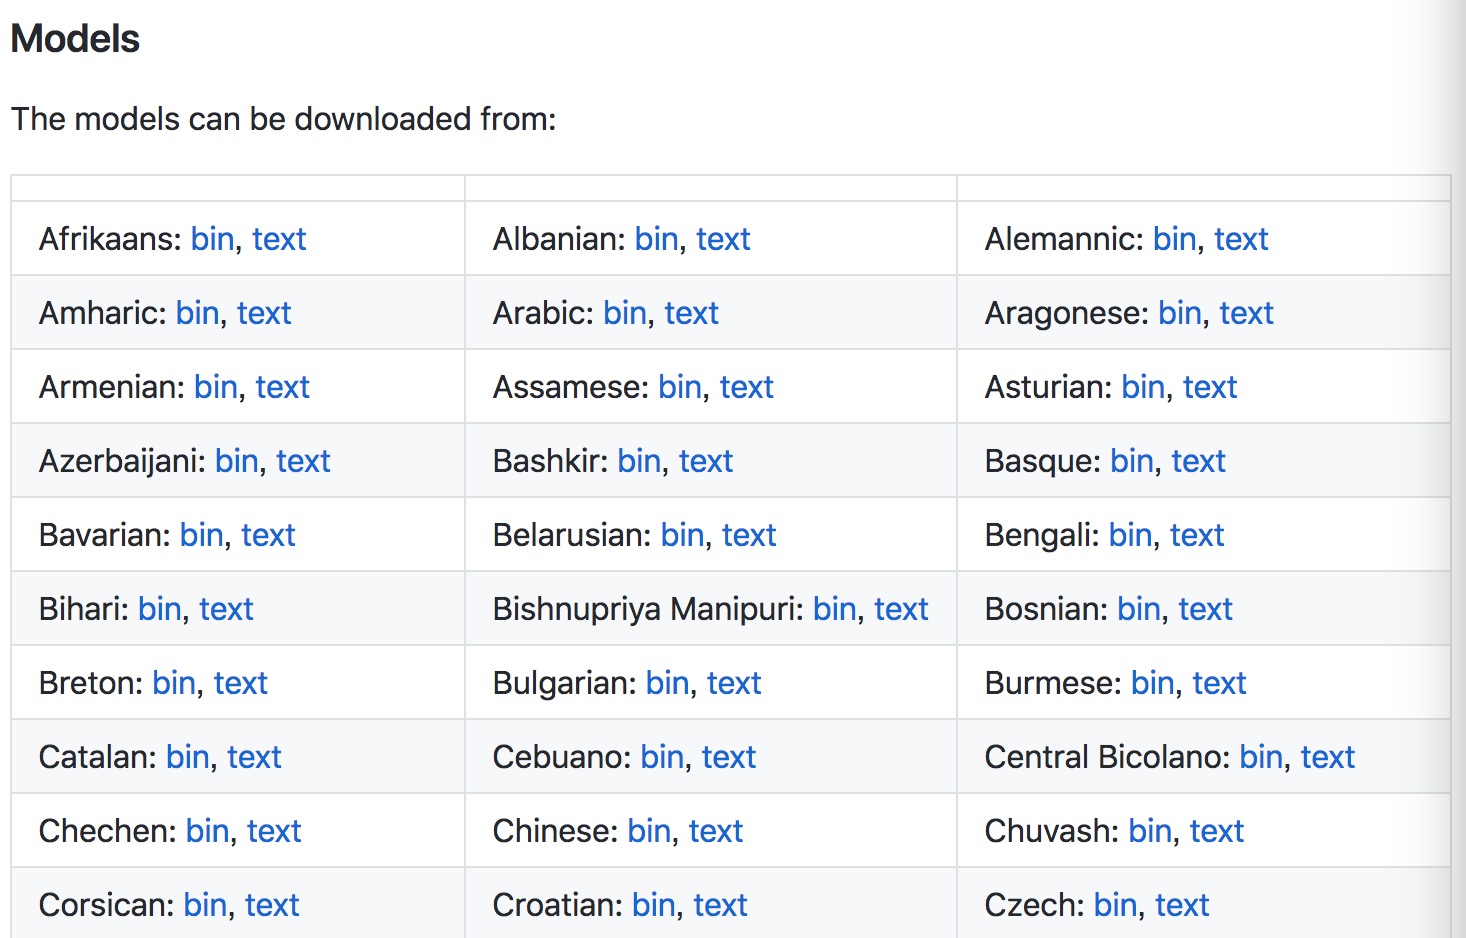 Models
The models can be downloaded from:
Afrikaans: bin, text Albanian: bin, text Alemannic: bin, text
Amharic: bin, text Arabic: bin, text Aragonese: bin, text
Armenian: bin, text Assamese: bin, text Asturian: bin, text
Azerbaijani: bin, text Bashkir: bin, text Basque: bin, text
Bavarian: bin, text Belarusian: bin, text Bengali: bin, text
Bihari: bin, text Bishnupriya Manipuri: bin, text Bosnian: bin, text
Breton: bin, text Bulgarian: bin, text Burmese: bin, text
Catalan: bin, text Cebuano: bin, text Central Bicolano: bin, text
Chechen: bin, text Chinese: bin, text Chuvash: bin, text
Corsican: bin, text Croatian: bin, text Czech: bin, text